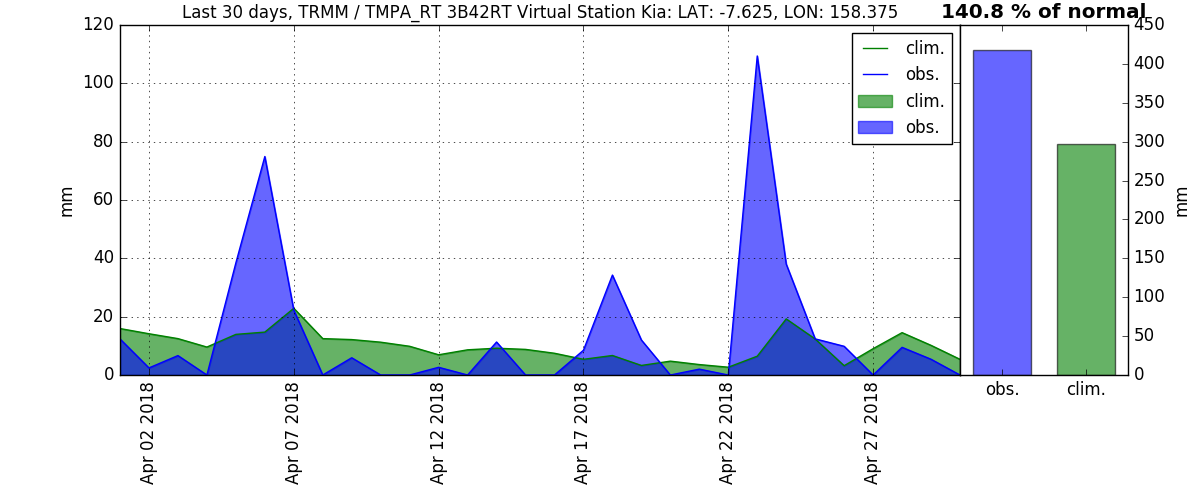 Last 30 days, TRMM / TMPA_RT 3B42RT Virtual Station Kia: LAT: -7.625, LON: 158.375
140.8 % of normal
120
100
80
60
40
20
0
mm
clim.
obs.
clim.
obs.
Apr 02 2018
Apr 07 2018
Apr 12 2018
Apr 17 2018
Apr 22 2018
Apr 27 2018
450
400
350
300
250
200
150
100
50
0
mm
obs.
clim.